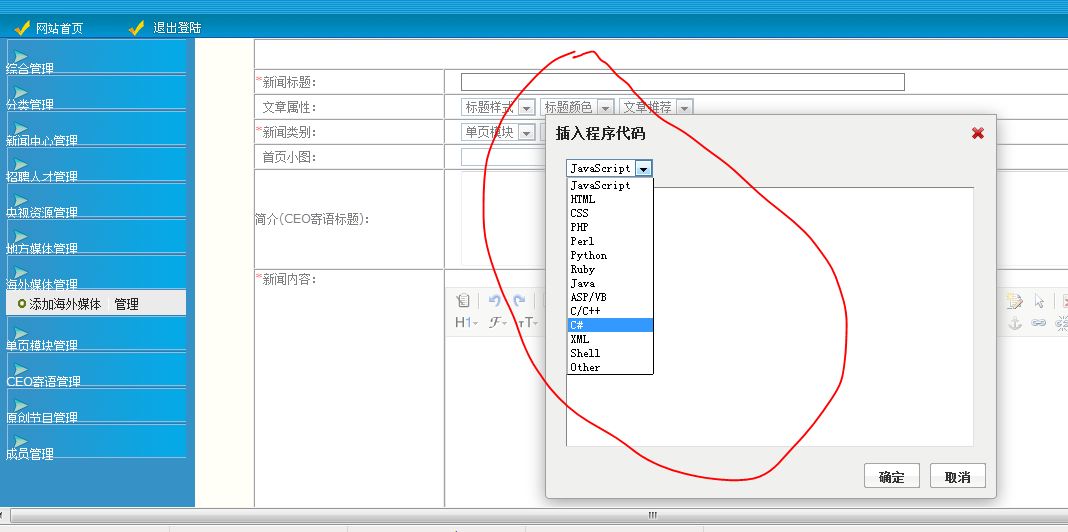 网站首页 退出登陆
综合管理
分类管理
新闻中心管理
招聘人才管理
央视资源管理
地方媒体管理
海外媒体管理
添加海外媒体 管理
单页模块管理
CEO寄语管理
原创节目管理
成员管理
*新闻标题：
文章属性： 标题样式 标题颜色 文章推荐
*新闻类别： 单页模块
首页小图：
简介(CEO寄语标题)：
*新闻内容：
H1 F TT
插入程序代码
JavaScript
JavaScript
HTML
CSS
PHP
Perl
Python
Ruby
Java
ASP/VB
C/C++
C#
XML
Shell
Other
确定 取消